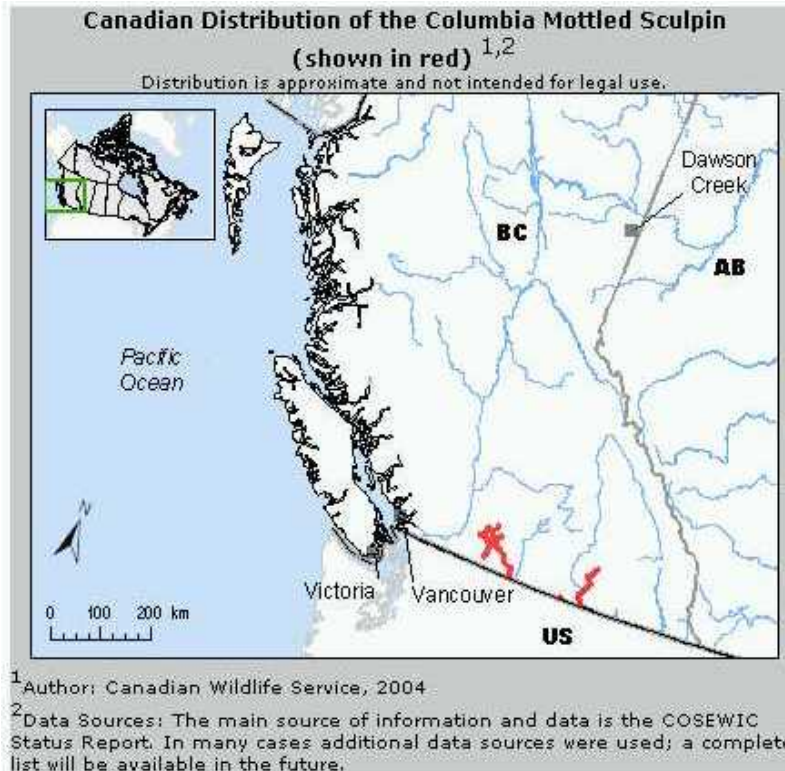 Canadian Distribution of the Columbia Mottled Sculpin
(shown in red) 1,2
Distribution is approximate and not intended for legal use.
Dawson
Creek
BC
AB
Pacific
Ocean
N
Victoria
Vancouver
0 100 200 km
US
1Author: Canadian Wildlife Service, 2004
2Data Sources: The main source of information and data is the COSEWIC
Status Report. In many cases additional data sources were used; a complete
list will be available in the future.